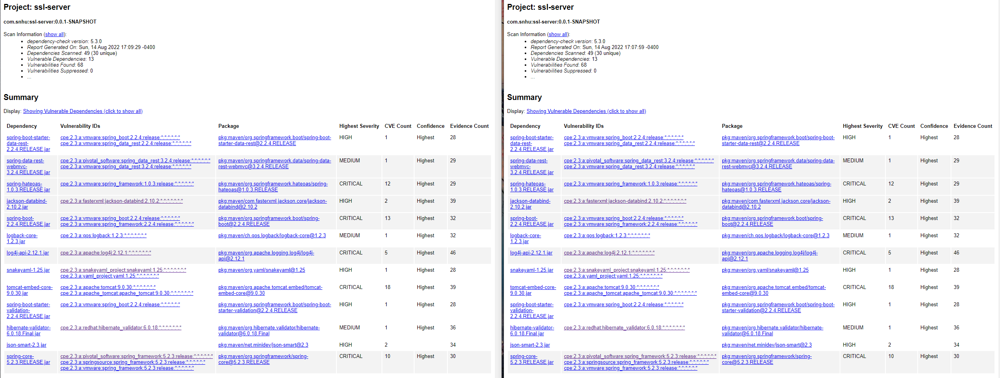 Project: ssl-server
com.snhu:ssl-server:0.0.1-SNAPSHOT
Scan Information (show all):
• dependency-check version: 5.3.0
• Report Generated On: Sun, 14 Aug 2022 17:09:29 -0400
• Dependencies Scanned: 49 (30 unique)
• Vulnerable Dependencies: 13
• Vulnerabilities Found: 68
• Vulnerabilities Suppressed: 0
• ...
Summary
Display: Showing Vulnerable Dependencies (click to show all)
Dependency Vulnerability IDs Package Highest Severity CVE Count Confidence Evidence Count
spring-boot-starter- cpe:2.3:a:vmware:spring_boot:2.2.4:release:*:*:*:*:*:* pkg:maven/org.springframework.boot/spring-boot- HIGH 1 Highest 28
data-rest- cpe:2.3:a:vmware:spring_data_rest:2.2.4:release:*:*:*:*:*:* starter-data-rest@2.2.4.RELEASE
2.2.4.RELEASE.jar
spring-data-rest- cpe:2.3:a:pivotal_software:spring_data_rest:3.2.4:release:*:*:*:*:*:* pkg:maven/org.springframework.data/spring-data- MEDIUM 1 Highest 29
webmvc- cpe:2.3:a:vmware:spring_data_rest:3.2.4:release:*:*:*:*:*:* rest-webmvc@3.2.4.RELEASE
3.2.4.RELEASE.jar
spring-hateoas- cpe:2.3:a:vmware:spring_framework:1.0.3:release:*:*:*:*:*:* pkg:maven/org.springframework.hateoas/spring- CRITICAL 12 Highest 29
1.0.3.RELEASE.jar hateoas@1.0.3.RELEASE
jackson-databind- cpe:2.3:a:fasterxml:jackson-databind:2.10.2:*:*:*:*:*:*:* pkg:maven/com.fasterxml.jackson.core/jackson- HIGH 2 Highest 39
2.10.2.jar databind@2.10.2
spring-boot- cpe:2.3:a:vmware:spring_boot:2.2.4:release:*:*:*:*:*:* pkg:maven/org.springframework.boot/spring- CRITICAL 13 Highest 32
2.2.4.RELEASE.jar cpe:2.3:a:vmware:spring_framework:2.2.4:release:*:*:*:*:*:* boot@2.2.4.RELEASE
logback-core- cpe:2.3:a:qos:logback:1.2.3:*:*:*:*:*:*:* pkg:maven/ch.qos.logback/logback-core@1.2.3 MEDIUM 1 Highest 32
1.2.3.jar
log4j-api-2.12.1.jar cpe:2.3:a:apache:log4j:2.12.1:*:*:*:*:*:*:* pkg:maven/org.apache.logging.log4j/log4j- CRITICAL 5 Highest 46
api@2.12.1
snakeyaml-1.25.jar cpe:2.3:a:snakeyaml_project:snakeyaml:1.25:*:*:*:*:*:*:* pkg:maven/org.yaml/snakeyaml@1.25 HIGH 1 Highest 28
cpe:2.3:a:yaml_project:yaml:1.25:*:*:*:*:*:*:*
tomcat-embed-core- cpe:2.3:a:apache:tomcat:9.0.30:*:*:*:*:*:*:* pkg:maven/org.apache.tomcat.embed/tomcat- CRITICAL 18 Highest 39
9.0.30.jar cpe:2.3:a:apache_tomcat:apache_tomcat:9.0.30:*:*:*:*:*:*:* embed-core@9.0.30
spring-boot-starter- cpe:2.3:a:vmware:spring_boot:2.2.4:release:*:*:*:*:*:* pkg:maven/org.springframework.boot/spring-boot- HIGH 1 Highest 28
validation- starter-validation@2.2.4.RELEASE
2.2.4.RELEASE.jar
hibernate-validator- cpe:2.3:a:redhat:hibernate_validator:6.0.18:*:*:*:*:*:*:* pkg:maven/org.hibernate.validator/hibernate- MEDIUM 1 Highest 36
6.0.18.Final.jar validator@6.0.18.Final
json-smart-2.3.jar pkg:maven/net.minidev/json-smart@2.3 HIGH 2 34
spring-core- cpe:2.3:a:pivotal_software:spring_framework:5.2.3:release:*:*:*:*:*:* pkg:maven/org.springframework/spring- CRITICAL 10 Highest 30
5.2.3.RELEASE.jar cpe:2.3:a:springsource:spring_framework:5.2.3:release:*:*:*:*:*:* core@5.2.3.RELEASE
cpe:2.3:a:vmware:spring_framework:5.2.3:release:*:*:*:*:*:*
Project: ssl-server
com.snhu:ssl-server:0.0.1-SNAPSHOT
Scan Information (show all):
• dependency-check version: 5.3.0
• Report Generated On: Sun, 14 Aug 2022 17:07:59 -0400
• Dependencies Scanned: 49 (30 unique)
• Vulnerable Dependencies: 13
• Vulnerabilities Found: 68
• Vulnerabilities Suppressed: 0
• ...
Summary
Display: Showing Vulnerable Dependencies (click to show all)
Dependency Vulnerability IDs Package Highest Severity CVE Count Confidence Evidence Count
spring-boot-starter- cpe:2.3:a:vmware:spring_boot:2.2.4:release:*:*:*:*:*:* pkg:maven/org.springframework.boot/spring-boot- HIGH 1 Highest 28
data-rest- cpe:2.3:a:vmware:spring_data_rest:2.2.4:release:*:*:*:*:*:* starter-data-rest@2.2.4.RELEASE
2.2.4.RELEASE.jar
spring-data-rest- cpe:2.3:a:pivotal_software:spring_data_rest:3.2.4:release:*:*:*:*:*:* pkg:maven/org.springframework.data/spring-data- MEDIUM 1 Highest 29
webmvc- cpe:2.3:a:vmware:spring_data_rest:3.2.4:release:*:*:*:*:*:* rest-webmvc@3.2.4.RELEASE
3.2.4.RELEASE.jar
spring-hateoas- cpe:2.3:a:vmware:spring_framework:1.0.3:release:*:*:*:*:*:* pkg:maven/org.springframework.hateoas/spring- CRITICAL 12 Highest 29
1.0.3.RELEASE.jar hateoas@1.0.3.RELEASE
jackson-databind- cpe:2.3:a:fasterxml:jackson-databind:2.10.2:*:*:*:*:*:*:* pkg:maven/com.fasterxml.jackson.core/jackson- HIGH 2 Highest 39
2.10.2.jar databind@2.10.2
spring-boot- cpe:2.3:a:vmware:spring_boot:2.2.4:release:*:*:*:*:*:* pkg:maven/org.springframework.boot/spring- CRITICAL 13 Highest 32
2.2.4.RELEASE.jar cpe:2.3:a:vmware:spring_framework:2.2.4:release:*:*:*:*:*:* boot@2.2.4.RELEASE
logback-core- cpe:2.3:a:qos:logback:1.2.3:*:*:*:*:*:*:* pkg:maven/ch.qos.logback/logback-core@1.2.3 MEDIUM 1 Highest 32
1.2.3.jar
log4j-api-2.12.1.jar cpe:2.3:a:apache:log4j:2.12.1:*:*:*:*:*:*:* pkg:maven/org.apache.logging.log4j/log4j- CRITICAL 5 Highest 46
api@2.12.1
snakeyaml-1.25.jar cpe:2.3:a:snakeyaml_project:snakeyaml:1.25:*:*:*:*:*:*:* pkg:maven/org.yaml/snakeyaml@1.25 HIGH 1 Highest 28
cpe:2.3:a:yaml_project:yaml:1.25:*:*:*:*:*:*:*
tomcat-embed-core- cpe:2.3:a:apache:tomcat:9.0.30:*:*:*:*:*:*:* pkg:maven/org.apache.tomcat.embed/tomcat- CRITICAL 18 Highest 39
9.0.30.jar cpe:2.3:a:apache_tomcat:apache_tomcat:9.0.30:*:*:*:*:*:*:* embed-core@9.0.30
spring-boot-starter- cpe:2.3:a:vmware:spring_boot:2.2.4:release:*:*:*:*:*:* pkg:maven/org.springframework.boot/spring-boot- HIGH 1 Highest 28
validation- starter-validation@2.2.4.RELEASE
2.2.4.RELEASE.jar
hibernate-validator- cpe:2.3:a:redhat:hibernate_validator:6.0.18:*:*:*:*:*:*:* pkg:maven/org.hibernate.validator/hibernate- MEDIUM 1 Highest 36
6.0.18.Final.jar validator@6.0.18.Final
json-smart-2.3.jar pkg:maven/net.minidev/json-smart@2.3 HIGH 2 34
spring-core- cpe:2.3:a:pivotal_software:spring_framework:5.2.3:release:*:*:*:*:*:* pkg:maven/org.springframework/spring- CRITICAL 10 Highest 30
5.2.3.RELEASE.jar cpe:2.3:a:springsource:spring_framework:5.2.3:release:*:*:*:*:*:* core@5.2.3.RELEASE
cpe:2.3:a:vmware:spring_framework:5.2.3:release:*:*:*:*:*:*